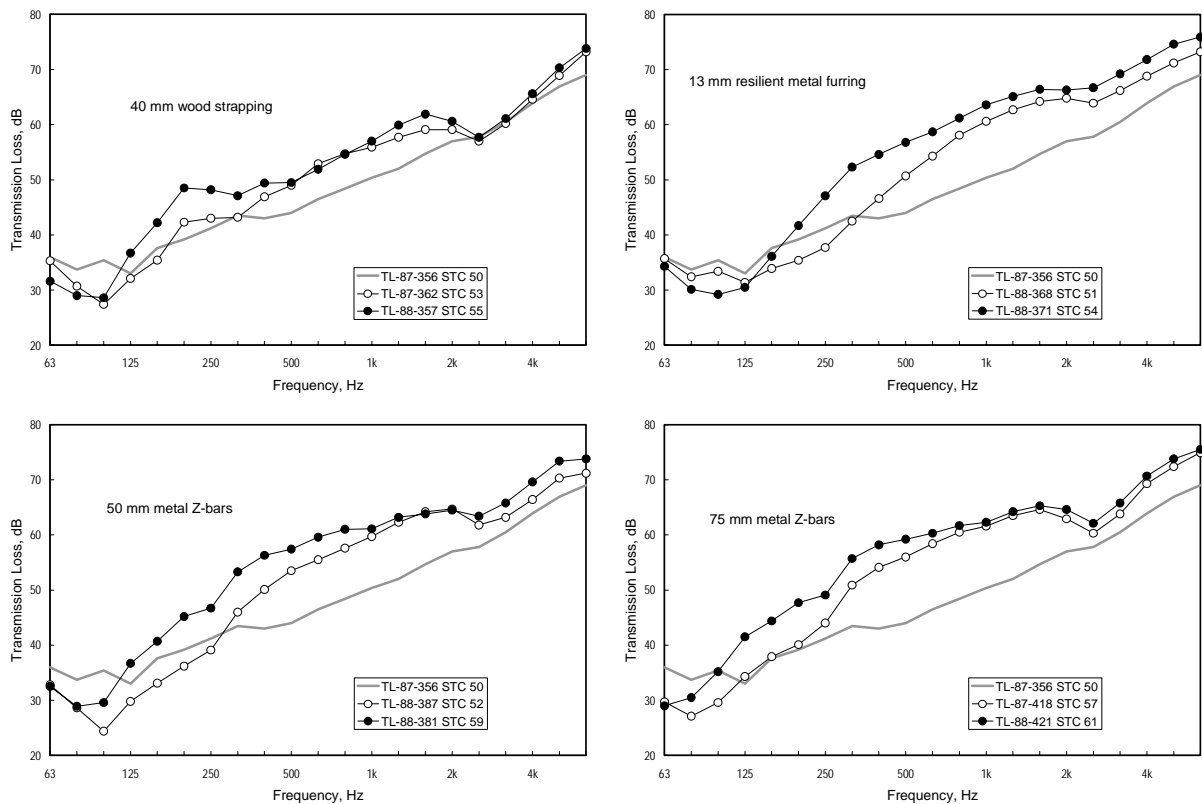 80
70
60
50
40
30
20
Transmission Loss, dB
40 mm wood strapping
TL-87-356 STC 50
TL-87-362 STC 53
TL-88-357 STC 55
63 125 250 500 1k 2k 4k
Frequency, Hz
80
70
60
50
40
30
20
Transmission Loss, dB
13 mm resilient metal furring
TL-87-356 STC 50
TL-88-368 STC 51
TL-88-371 STC 54
63 125 250 500 1k 2k 4k
Frequency, Hz
80
70
60
50
40
30
20
Transmission Loss, dB
50 mm metal Z-bars
TL-87-356 STC 50
TL-88-387 STC 52
TL-88-381 STC 59
63 125 250 500 1k 2k 4k
Frequency, Hz
80
70
60
50
40
30
20
Transmission Loss, dB
75 mm metal Z-bars
TL-87-356 STC 50
TL-87-418 STC 57
TL-88-421 STC 61
63 125 250 500 1k 2k 4k
Frequency, Hz